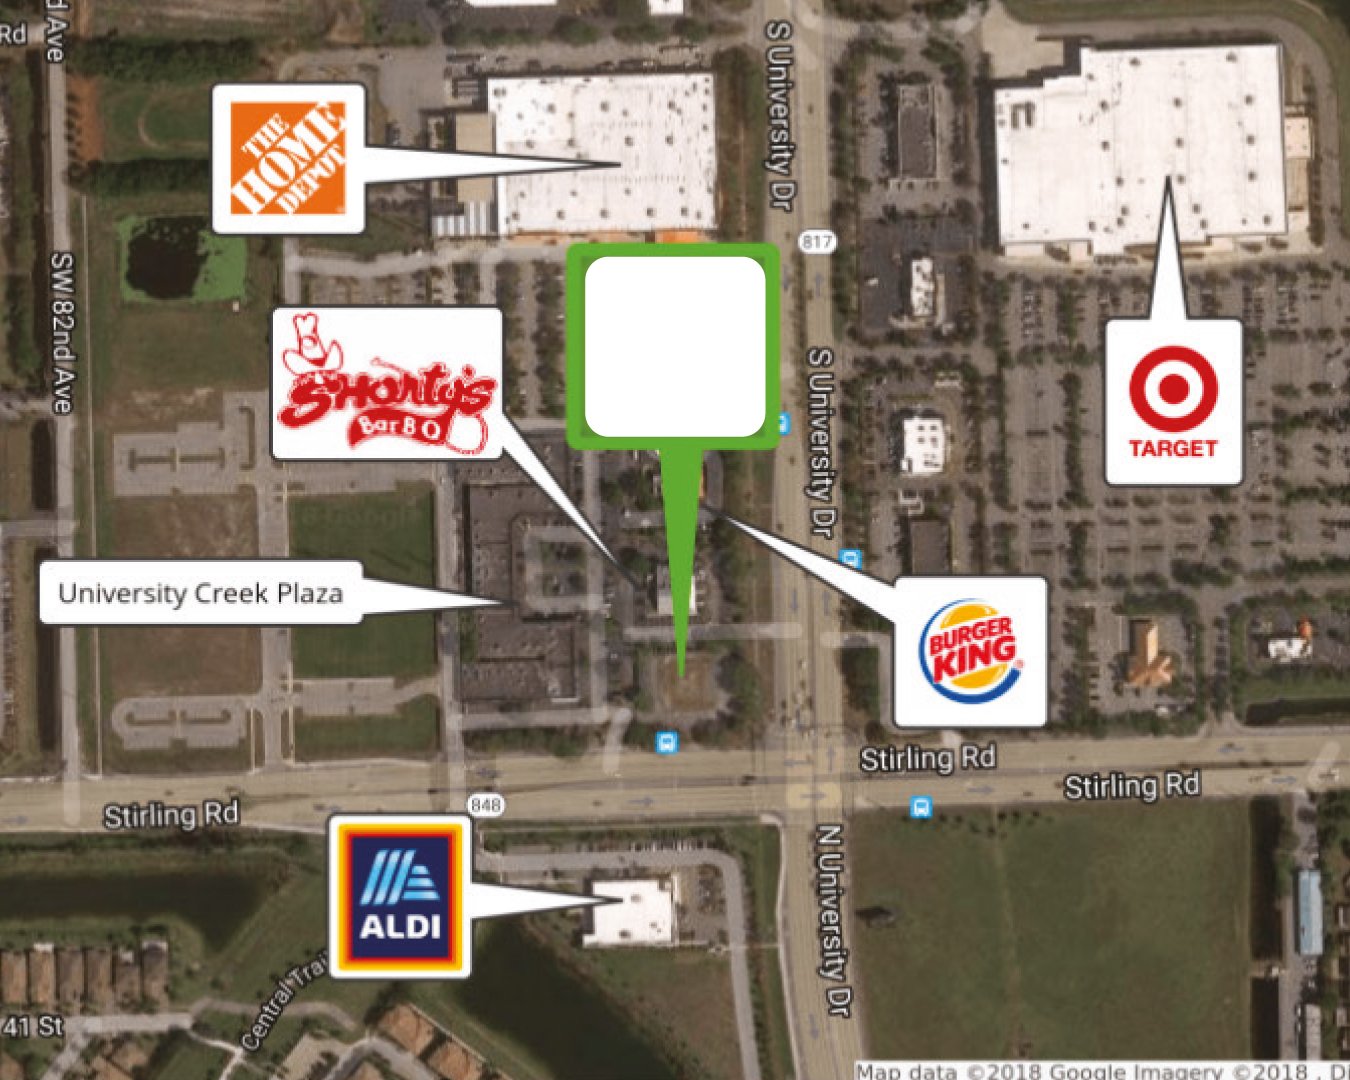 Rd
d Ave
S University Dr
THE
HOME
DEPOT
817
SW 82nd Ave
Shorty's
Bar B Q
S University Dr
TARGET
University Creek Plaza
BURGER
KING
Stirling Rd
Stirling Rd
Stirling Rd
848
ALDI
N University Dr
Central Trai
41 St
Map data ©2018 Google Imagery ©2018 , Di